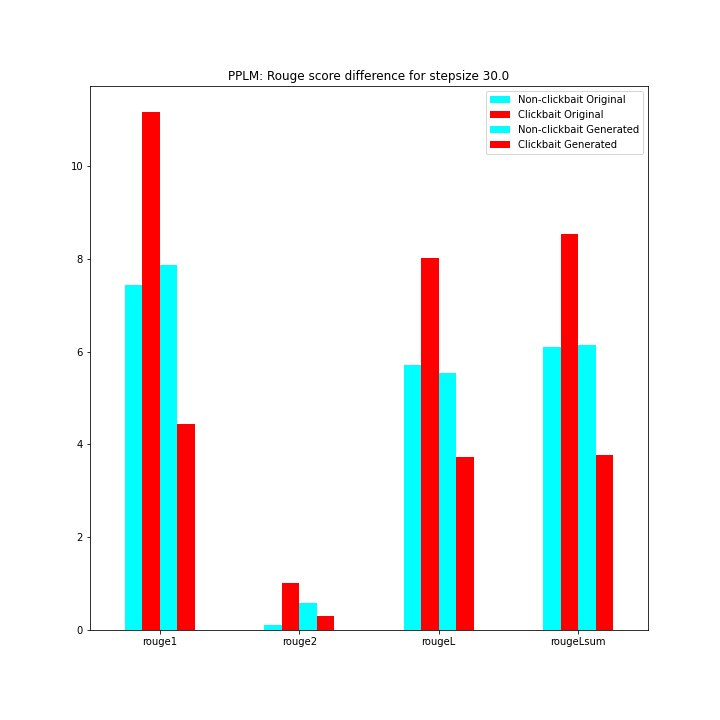 PPLM: Rouge score difference for stepsize 30.0
Non-clickbait Original
Clickbait Original
Non-clickbait Generated
Clickbait Generated
10
8
6
4
2
0
rouge1 rouge2 rougeL rougeLsum